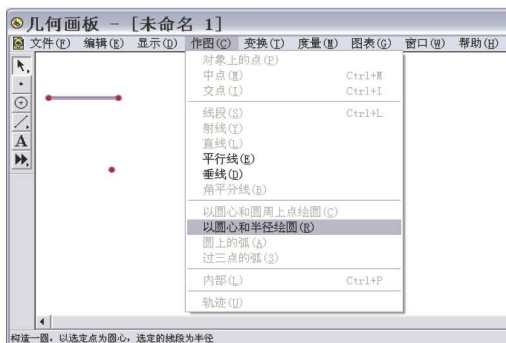 几何画板 - [未命名 1]
文件(F) 编辑(E) 显示(D) 作图(C) 变换(T) 度量(M) 图表(G) 窗口(W) 帮助(H)
对象上的点(P)
中点(M) Ctrl+M
交点(I) Ctrl+I
线段(S) Ctrl+L
射线(Y)
直线(L)
平行线(E)
垂线(D)
角平分线(B)
以圆心和圆周上点绘圆(C)
以圆心和半径绘圆(R)
圆上的弧(A)
过三点的弧(3)
内部(L) Ctrl+P
轨迹(U)
A
构造一圆，以选定点为圆心，选定的线段为半径